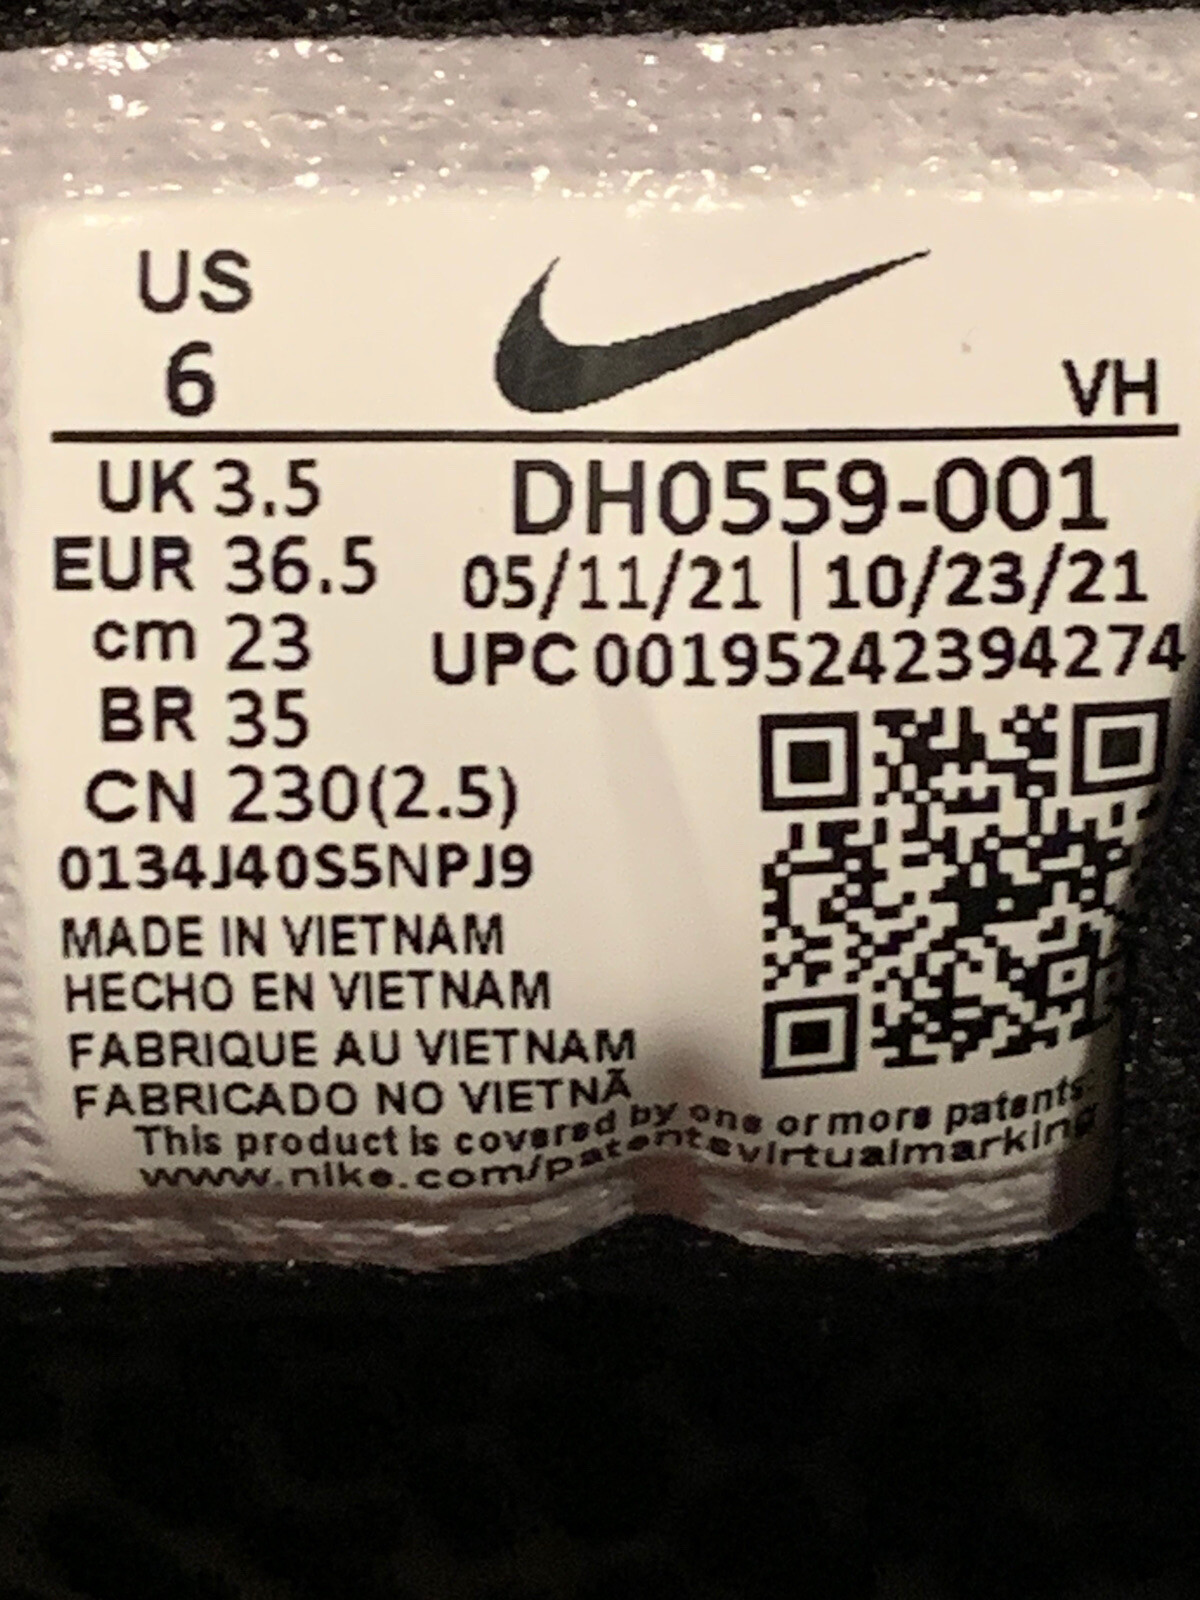 US
6
VH
UK 3.5
EUR 36.5
cm 23
BR 35
CN 230(2.5)
DH0559-001
05/11/21 | 10/23/21
UPC 00195242394274
0134J40S5NPJ9
MADE IN VIETNAM
HECHO EN VIETNAM
FABRIQUE AU VIETNAM
FABRICADO NO VIETNÃ
This product is covered by one or more patents:
www.nike.com/patentsvirtualmarking